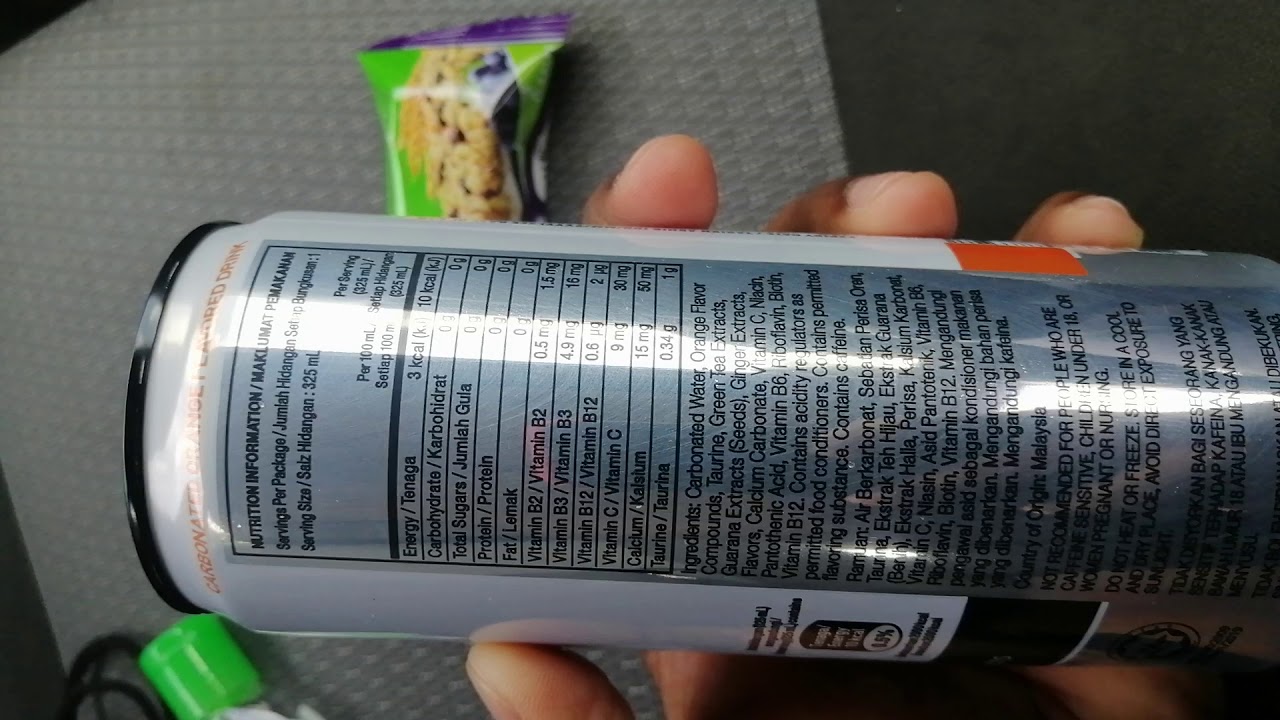 CARBONATED ORANGE FLAVORED DRINK
NUTRITION INFORMATION / MAKLUMAT PEMAKANAN
Servings Per Package / Jumlah Hidangan Setiap Bungkusan : 1
Serving Size / Saiz Hidangan : 325 mL
Per 100 mL / Setiap 100 mL
Per Serving (325 mL) / Setiap Hidangan (325 mL)
Energy / Tenaga 3 kcal (kJ) 10 kcal (kJ)
Carbohydrate / Karbohidrat 0 g 0 g
Total Sugars / Jumlah Gula 0 g 0 g
Protein / Protein 0 g 0 g
Fat / Lemak 0 g 0 g
Vitamin B2 / Vitamin B2 0.5 mg 1.5 mg
Vitamin B3 / Vitamin B3 4.9 mg 16 mg
Vitamin B12 / Vitamin B12 0.6 µg 2 µg
Vitamin C / Vitamin C 9 mg 30 mg
Calcium / Kalsium 15 mg 50 mg
Taurine / Taurina 0.34 g 1 g
Ingredients: Carbonated Water, Orange Flavor
Compounds, Taurine, Green Tea Extracts,
Guarana Extracts (Seeds), Ginger Extracts,
Flavors, Calcium Carbonate, Vitamin C, Niacin,
Pantothenic Acid, Vitamin B6, Riboflavin, Biotin,
Vitamin B12. Contains acidity regulators as
permitted food conditioners. Contains permitted
flavoring substance. Contains caffeine.
Ramuan: Air Berkarbonat, Sebatian Perisa Oren,
Taurina, Ekstrak Teh Hijau, Ekstrak Guarana
(Benih), Ekstrak Halia, Perisa, Kalsium Karbonat,
Vitamin C, Niasin, Asid Pantotenik, Vitamin B6,
Riboflavin, Biotin, Vitamin B12. Mengandungi
pengawal asid sebagai kondisioner makanan
yang dibenarkan. Mengandungi bahan perisa
yang dibenarkan. Mengandungi kafeina.
Country of Origin: Malaysia
NOT RECOMMENDED FOR PEOPLE WHO ARE
CAFFEINE SENSITIVE, CHILDREN UNDER 18, OR
WOMEN PREGNANT OR NURSING.
DO NOT HEAT OR FREEZE. STORE IN A COOL
AND DRY PLACE, AVOID DIRECT EXPOSURE TO
SUNLIGHT.
TIDAK DISYORKAN BAGI SESEORANG YANG
SENSITIF TERHADAP KAFEINA, KANAK-KANAK
BAWAH UMUR 18 ATAU IBU MENGANDUNG ATAU
MENYUSUI.